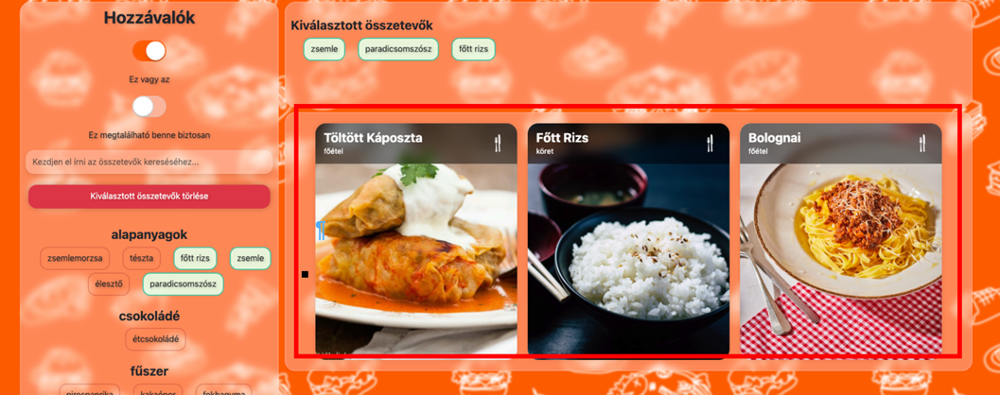 Hozzávalók
Ez vagy az
Ez megtalálható benne biztosan
Kezdjen el írni az összetevők kereséséhez...
Kiválasztott összetevők törlése
alapanyagok
zsemlemorzsa
tészta
főtt rizs
zsemle
élesztő
paradicsomszósz
csokoládé
étcsokoládé
fűszer
pirospaprika
kakaópor
fokhagyma
Kiválasztott összetevők
zsemle
paradicsomszósz
főtt rizs
Töltött Káposzta
főétel
Főtt Rizs
köret
Bolognai
főétel
¶